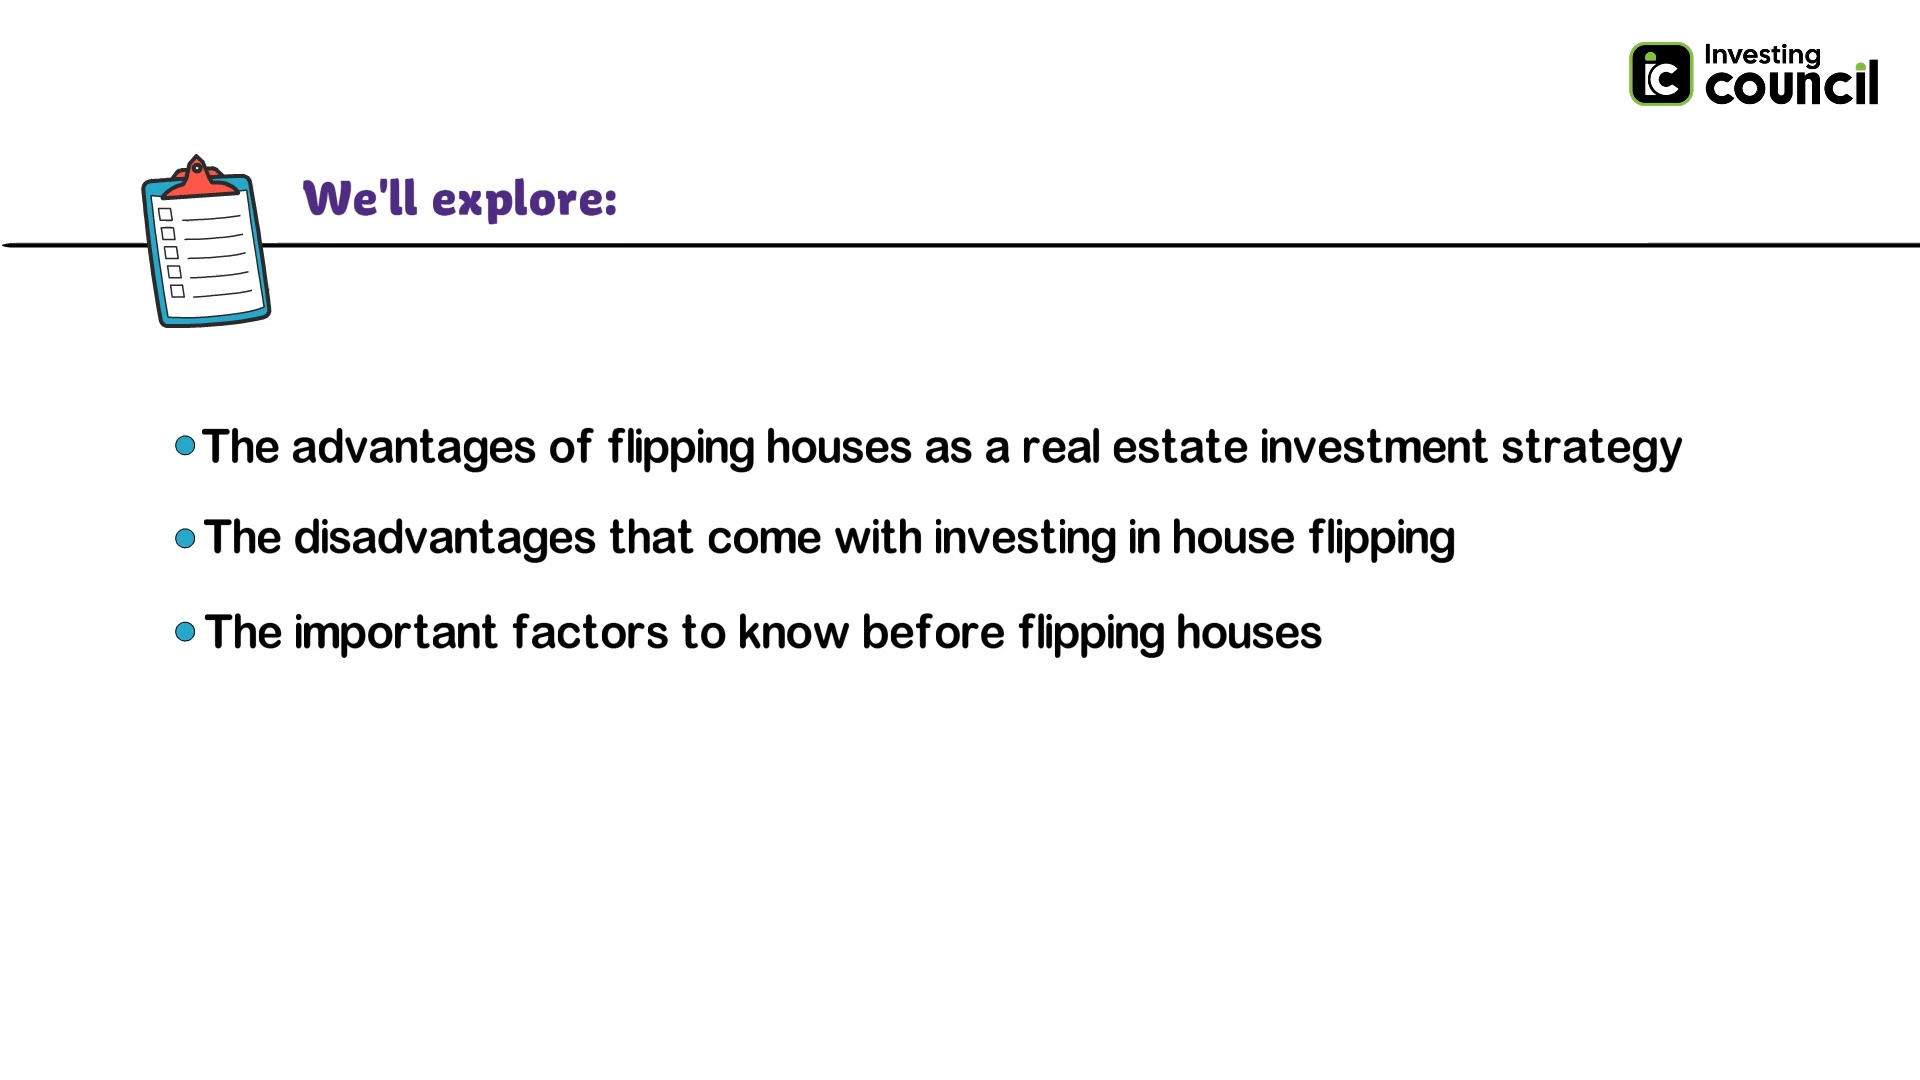 ic Investing
council
We'll explore:
The advantages of flipping houses as a real estate investment strategy
The disadvantages that come with investing in house flipping
The important factors to know before flipping houses